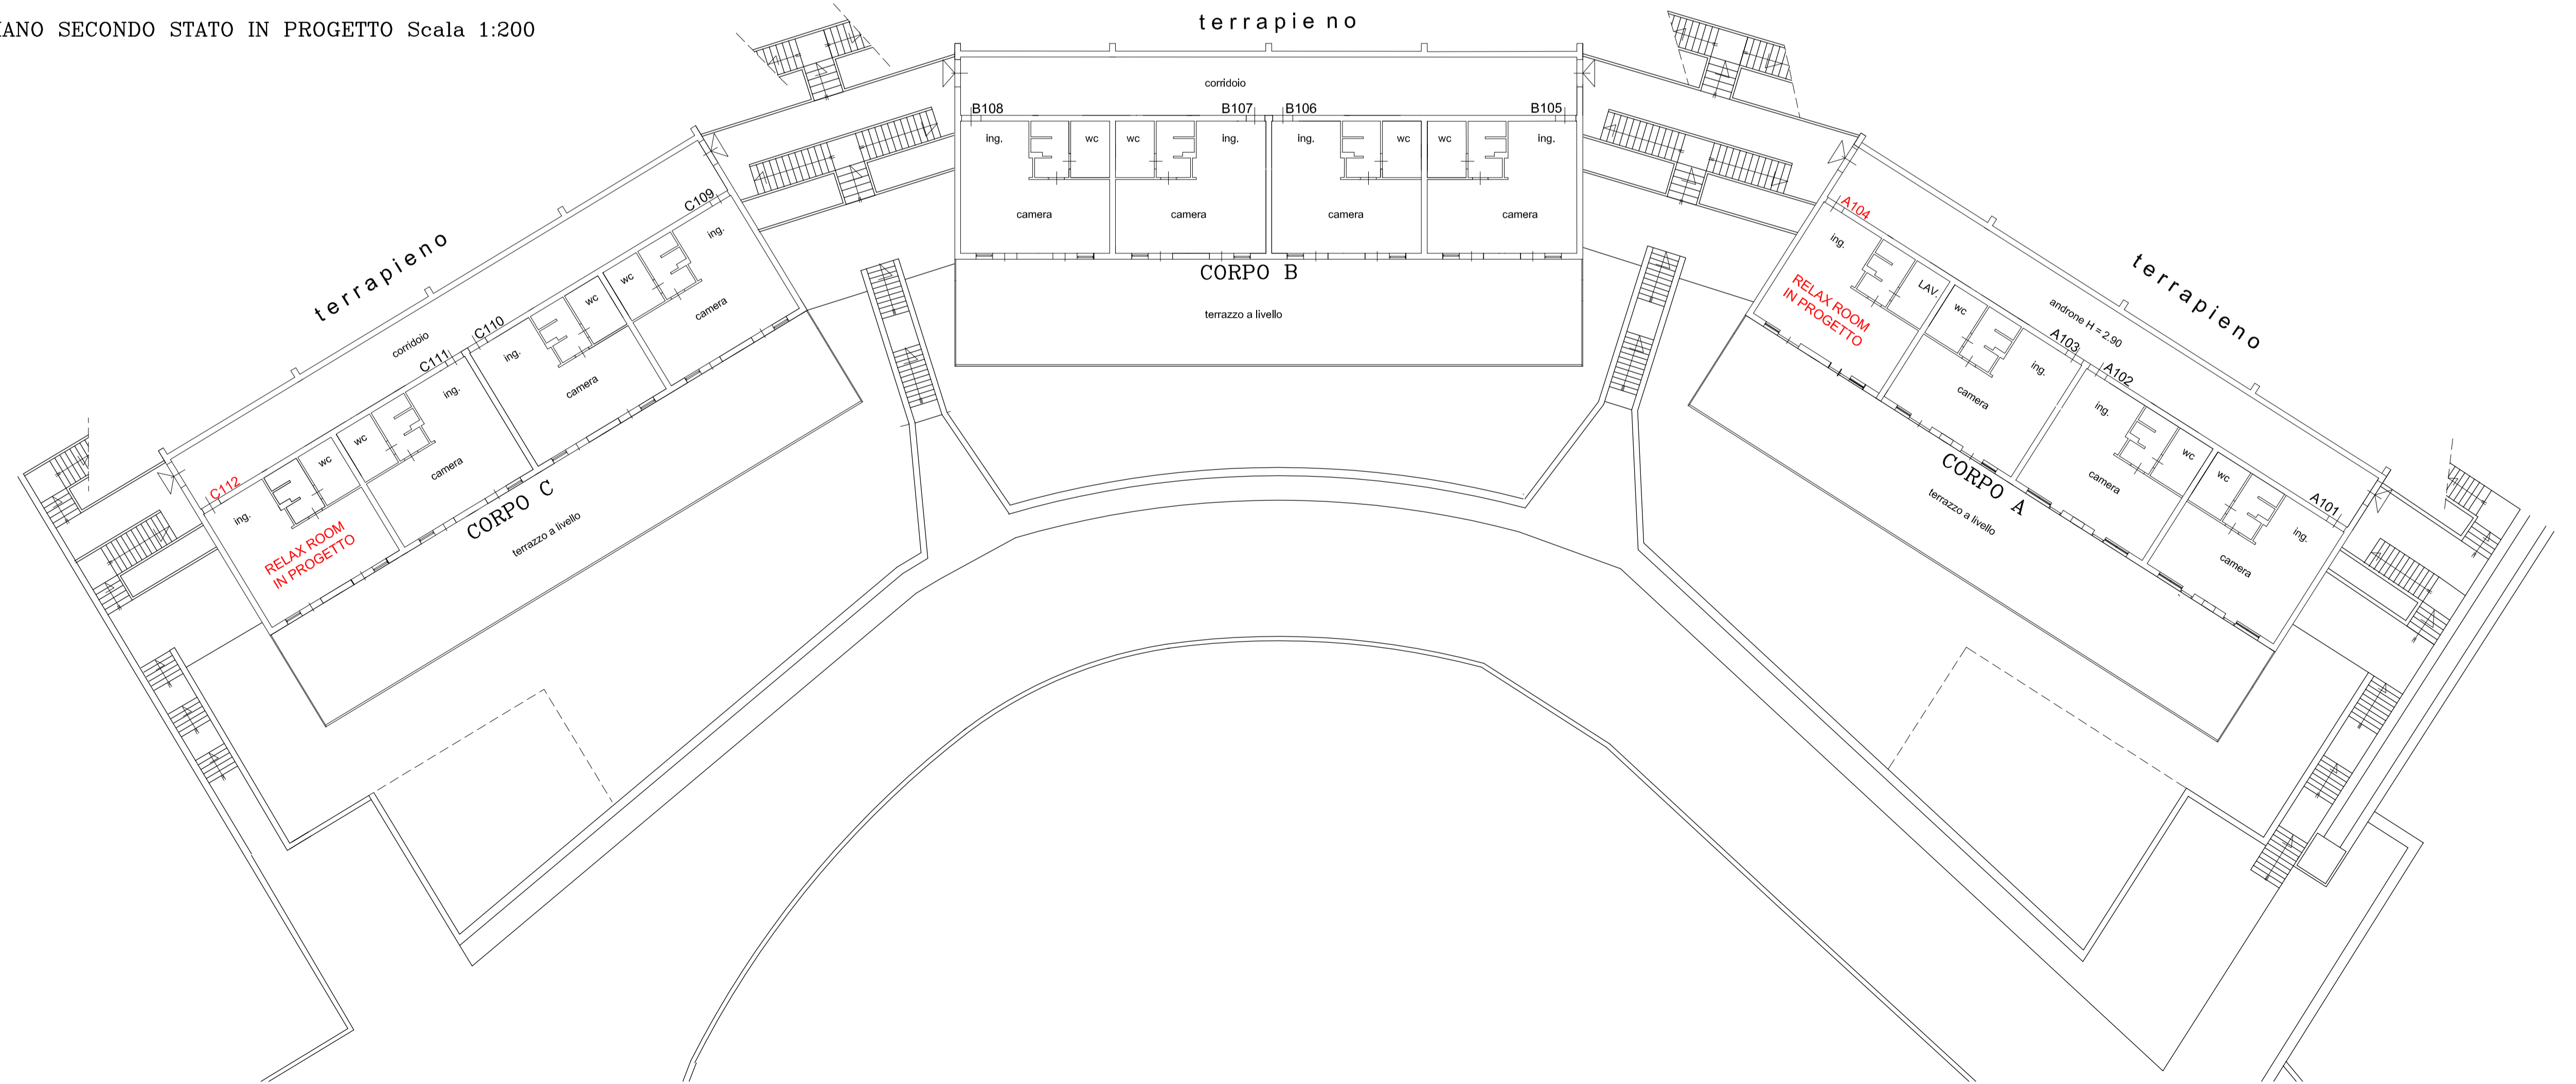 IANO SECONDO STATO IN PROGETTO Scala 1:200
terrapieno
corridoio
B108
B107
B106
B105
ing.
wc
wc
ing.
ing.
wc
wc
ing.
camera
camera
camera
camera
CORPO B
terrazzo a livello
terrapieno
corridoio
C109
C110
C111
C112
ing.
wc
camera
wc
ing.
camera
ing.
wc
camera
wc
ing.
RELAX ROOM
IN PROGETTO
CORPO C
terrazzo a livello
terrapieno
androne H = 2.90
A104
A103
A102
A101
ing.
LAV.
RELAX ROOM
IN PROGETTO
wc
ing.
camera
ing.
wc
camera
wc
ing.
camera
CORPO A
terrazzo a livello